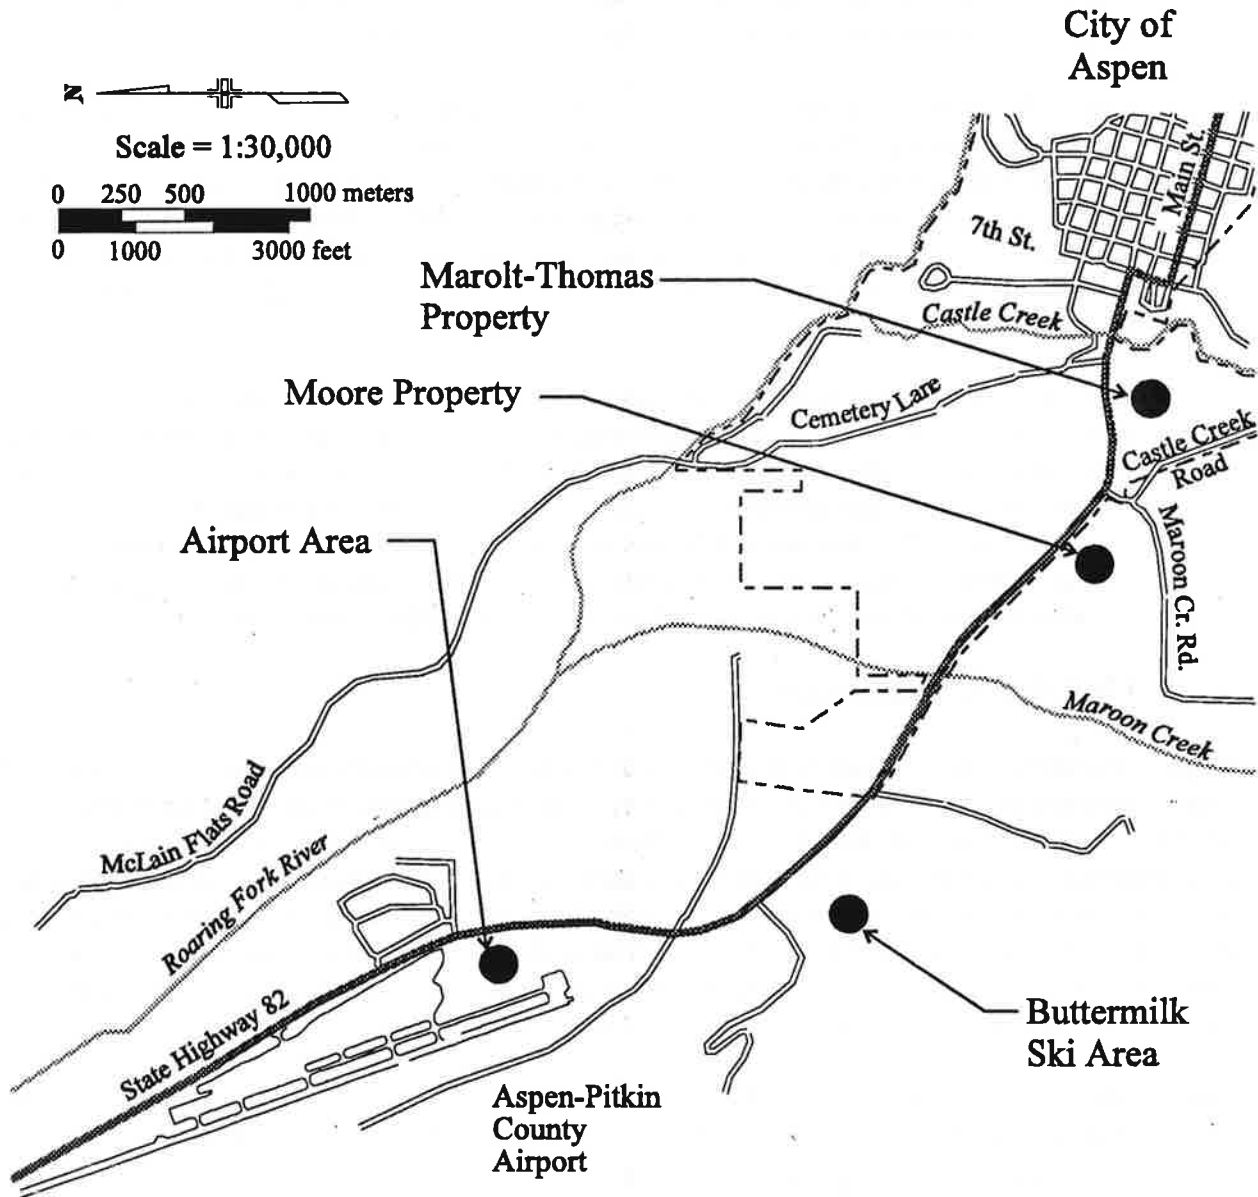 City of
Aspen
N
Scale = 1:30,000
0 250 500 1000 meters
0 1000 3000 feet
Main St.
7th St.
Marolt-Thomas
Property
Castle Creek
Moore Property
Cemetery Lane
Castle Creek
Road
Airport Area
Maroon Cr. Rd.
Maroon Creek
McLain Flats Road
Roaring Fork River
State Highway 82
Buttermilk
Ski Area
Aspen-Pitkin
County
Airport